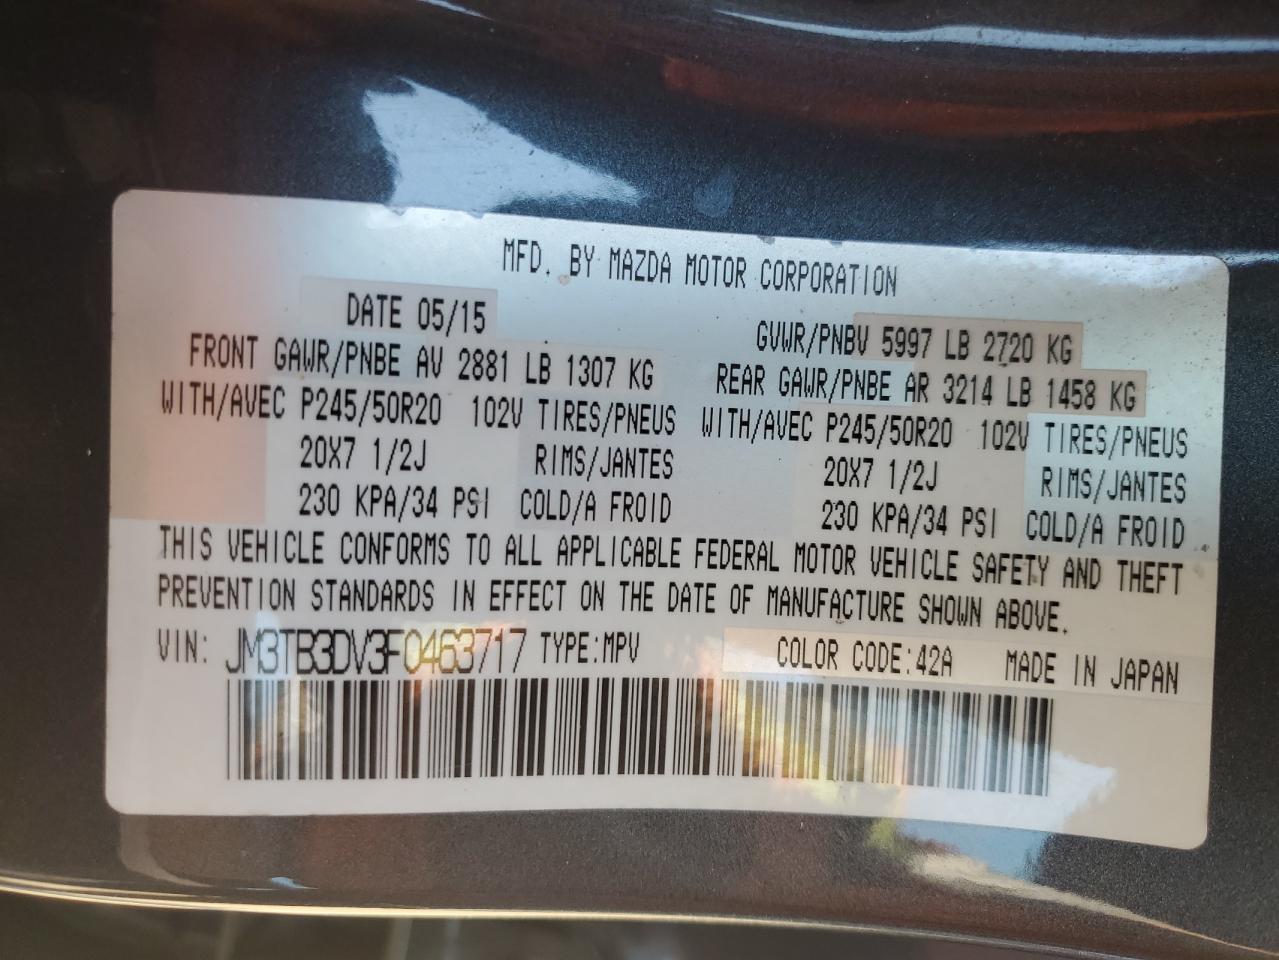 MFD. BY MAZDA MOTOR CORPORATION
DATE 05/15 GVWR/PNBV 5997 LB 2720 KG
FRONT GAWR/PNBE AV 2881 LB 1307 KG REAR GAWR/PNBE AR 3214 LB 1458 KG
WITH/AVEC P245/50R20 102V TIRES/PNEUS WITH/AVEC P245/50R20 102V TIRES/PNEUS
20X7 1/2J RIMS/JANTES 20X7 1/2J RIMS/JANTES
230 KPA/34 PSI COLD/A FROID 230 KPA/34 PSI COLD/A FROID
THIS VEHICLE CONFORMS TO ALL APPLICABLE FEDERAL MOTOR VEHICLE SAFETY AND THEFT
PREVENTION STANDARDS IN EFFECT ON THE DATE OF MANUFACTURE SHOWN ABOVE.
VIN: JM3TB3DV3F0463717 TYPE:MPV COLOR CODE:42A MADE IN JAPAN